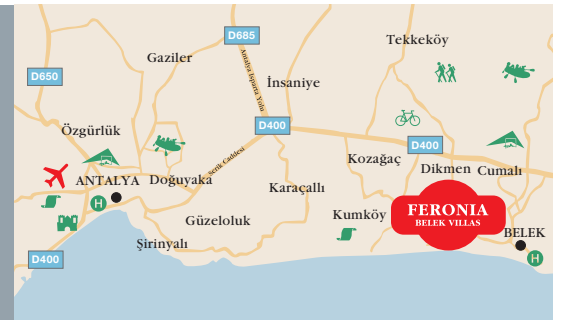 D685
Tekkeköy
Gaziler
D650
İnsaniye
Antalya Isparta Yolu
D400
Özgürlük
D400
Serik Caddesi
Kozağaç
Dikmen
Cumalı
ANTALYA
Doğuyaka
Karaçallı
H
FERONIA
BELEK VILLAS
Kumköy
Güzeloluk
BELEK
Şirinyalı
D400
H